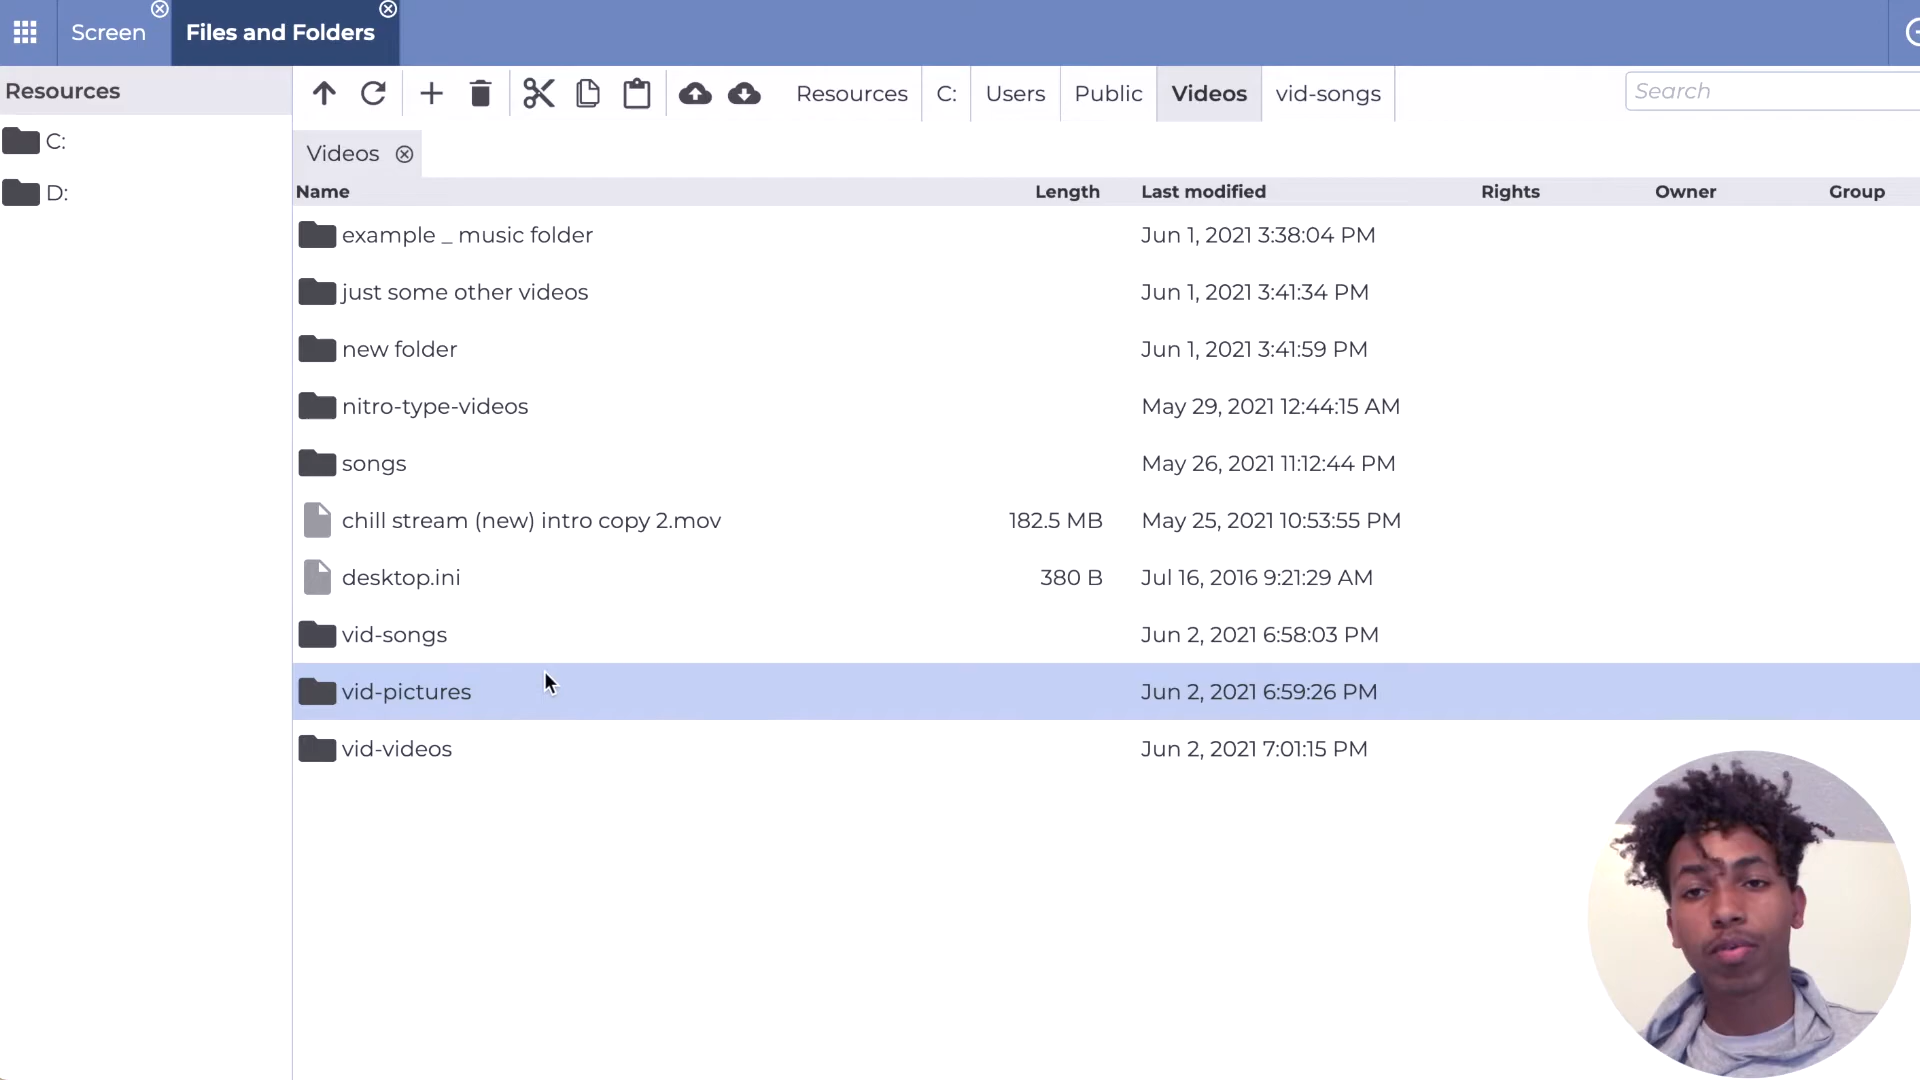 Screen
Files and Folders
Resources
Resources C: Users Public Videos vid-songs
Search
C:
D:
Videos
Name Length Last modified Rights Owner Group
example _ music folder Jun 1, 2021 3:38:04 PM
just some other videos Jun 1, 2021 3:41:34 PM
new folder Jun 1, 2021 3:41:59 PM
nitro-type-videos May 29, 2021 12:44:15 AM
songs May 26, 2021 11:12:44 PM
chill stream (new) intro copy 2.mov 182.5 MB May 25, 2021 10:53:55 PM
desktop.ini 380 B Jul 16, 2016 9:21:29 AM
vid-songs Jun 2, 2021 6:58:03 PM
vid-pictures Jun 2, 2021 6:59:26 PM
vid-videos Jun 2, 2021 7:01:15 PM